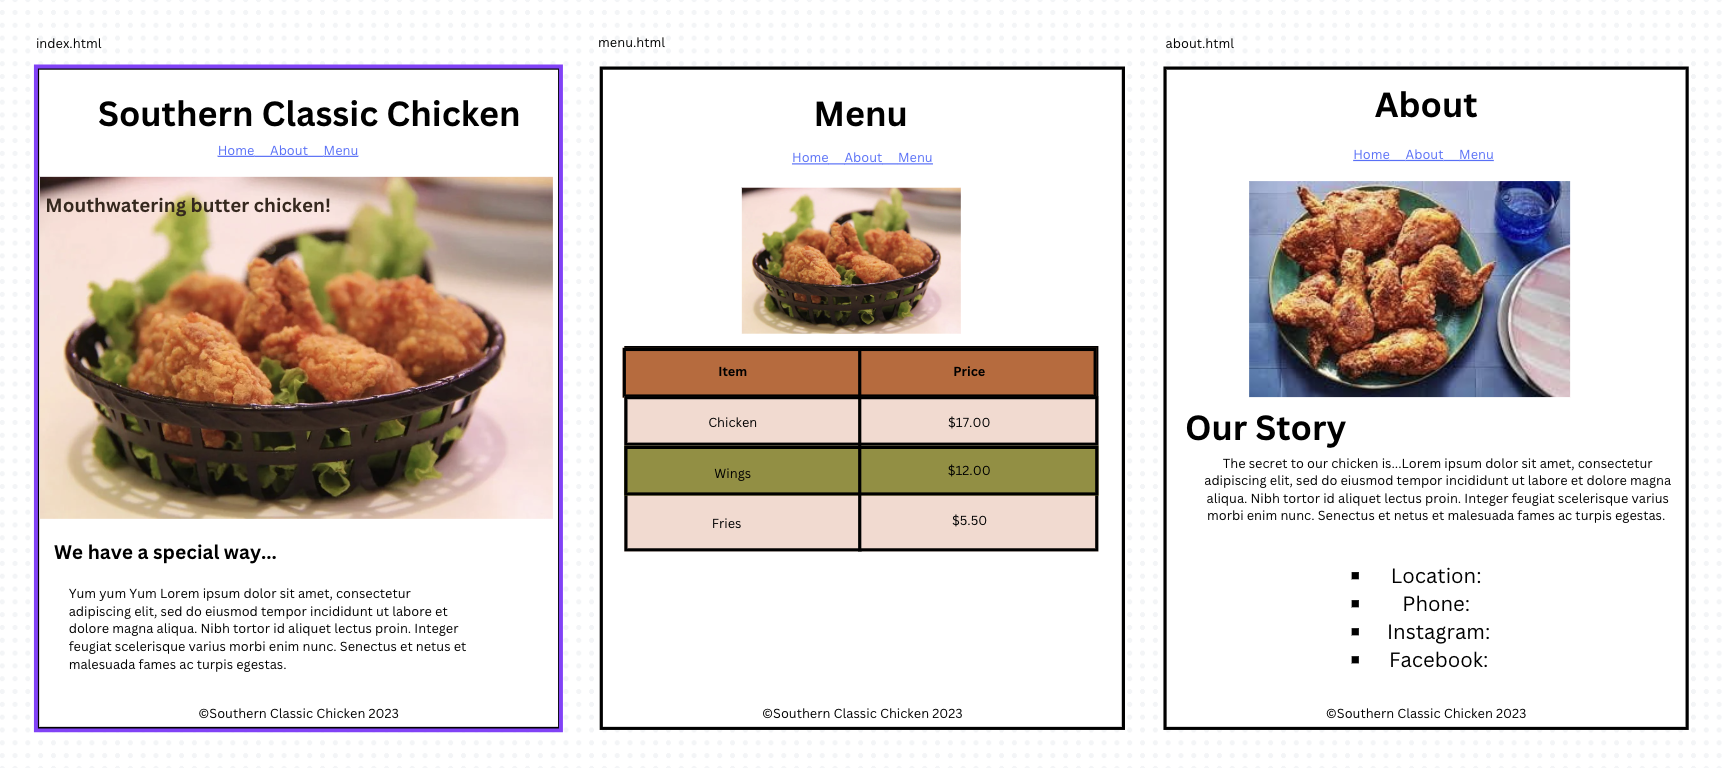 index.html
Southern Classic Chicken
Home About Menu
Mouthwatering butter chicken!
We have a special way...
Yum yum Yum Lorem ipsum dolor sit amet, consectetur
adipiscing elit, sed do eiusmod tempor incididunt ut labore et
dolore magna aliqua. Nibh tortor id aliquet lectus proin. Integer
feugiat scelerisque varius morbi enim nunc. Senectus et netus et
malesuada fames ac turpis egestas.
©Southern Classic Chicken 2023
menu.html
Menu
Home About Menu
Item Price
Chicken $17.00
Wings $12.00
Fries $5.50
©Southern Classic Chicken 2023
about.html
About
Home About Menu
Our Story
The secret to our chicken is...Lorem ipsum dolor sit amet, consectetur
adipiscing elit, sed do eiusmod tempor incididunt ut labore et dolore magna
aliqua. Nibh tortor id aliquet lectus proin. Integer feugiat scelerisque varius
morbi enim nunc. Senectus et netus et malesuada fames ac turpis egestas.
Location:
Phone:
Instagram:
Facebook:
©Southern Classic Chicken 2023